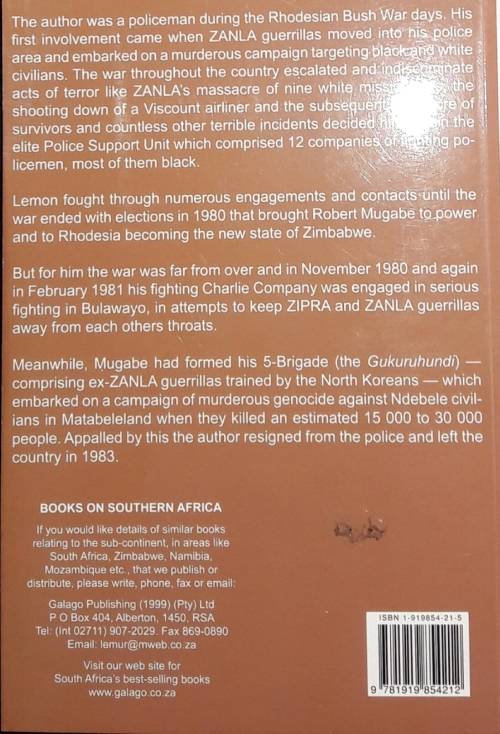 The author was a policeman during the Rhodesian Bush War days. His
first involvement came when ZANLA guerrillas moved into his police
area and embarked on a murderous campaign targeting black and white
civilians. The war throughout the country escalated and indiscriminate
acts of terror like ZANLA's massacre of nine white the
shooting down of a Viscount airliner and the subsequent of
survivors and countless other terrible incidents decided the
elite Police Support Unit which comprised 12 companies of fighting po-
licemen, most of them black.
Lemon fought through numerous engagements and contacts until the
war ended with elections in 1980 that brought Robert Mugabe to power
and to Rhodesia becoming the new state of Zimbabwe.
But for him the war was far from over and in November 1980 and again
in February 1981 his fighting Charlie Company was engaged in serious
fighting in Bulawayo, in attempts to keep ZIPRA and ZANLA guerrillas
away from each others throats.
Meanwhile, Mugabe had formed his 5-Brigade (the Gukuruhundi) —
comprising ex-ZANLA guerrillas trained by the North Koreans — which
embarked on a campaign of murderous genocide against Ndebele civil-
ians in Matabeleland when they killed an estimated 15 000 to 30 000
people. Appalled by this the author resigned from the police and left the
country in 1983.
BOOKS ON SOUTHERN AFRICA
If you would like details of similar books
relating to the sub-continent, in areas like
South Africa, Zimbabwe, Namibia,
Mozambique etc., that we publish or
distribute, please write, phone, fax or email:
Galago Publishing (1999) (Pty) Ltd
P O Box 404, Alberton, 1450, RSA
Tel: (Int 02711) 907-2029. Fax 869-0890
Email: lemur@mweb.co.za
Visit our web site for
South Africa's best-selling books
www.galago.co.za
ISBN 1-919854-21-5
9 781919 854212